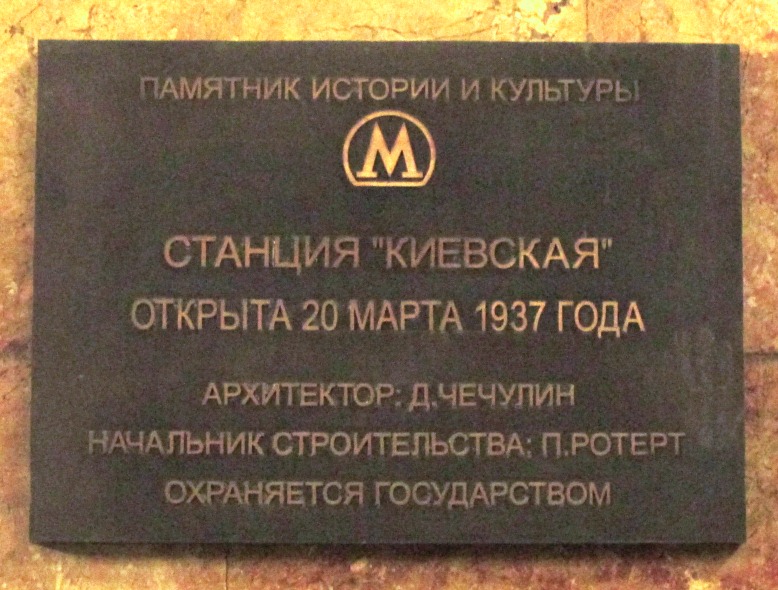 ПАМЯТНИК ИСТОРИИ И КУЛЬТУРЫ
М
СТАНЦИЯ "КИЕВСКАЯ"
ОТКРЫТА 20 МАРТА 1937 ГОДА
АРХИТЕКТОР: Д.ЧЕЧУЛИН
НАЧАЛЬНИК СТРОИТЕЛЬСТВА: П.РОТЕРТ
ОХРАНЯЕТСЯ ГОСУДАРСТВОМ